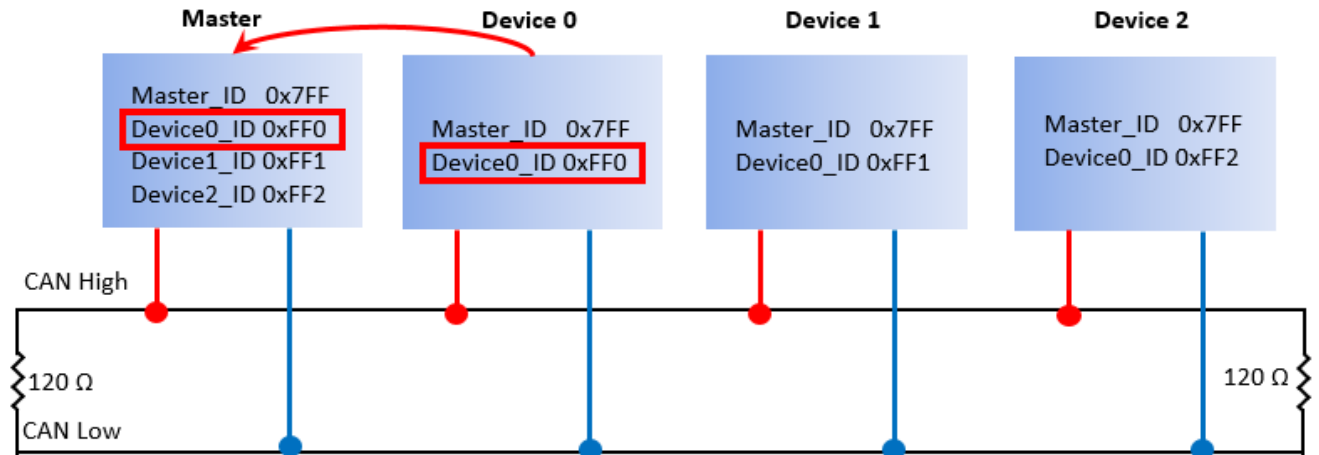 Master
Device 0
Device 1
Device 2
Master_ID 0x7FF
Device0_ID 0xFF0
Device1_ID 0xFF1
Device2_ID 0xFF2
Master_ID 0x7FF
Device0_ID 0xFF0
Master_ID 0x7FF
Device0_ID 0xFF1
Master_ID 0x7FF
Device0_ID 0xFF2
CAN High
120 Ω
120 Ω
CAN Low